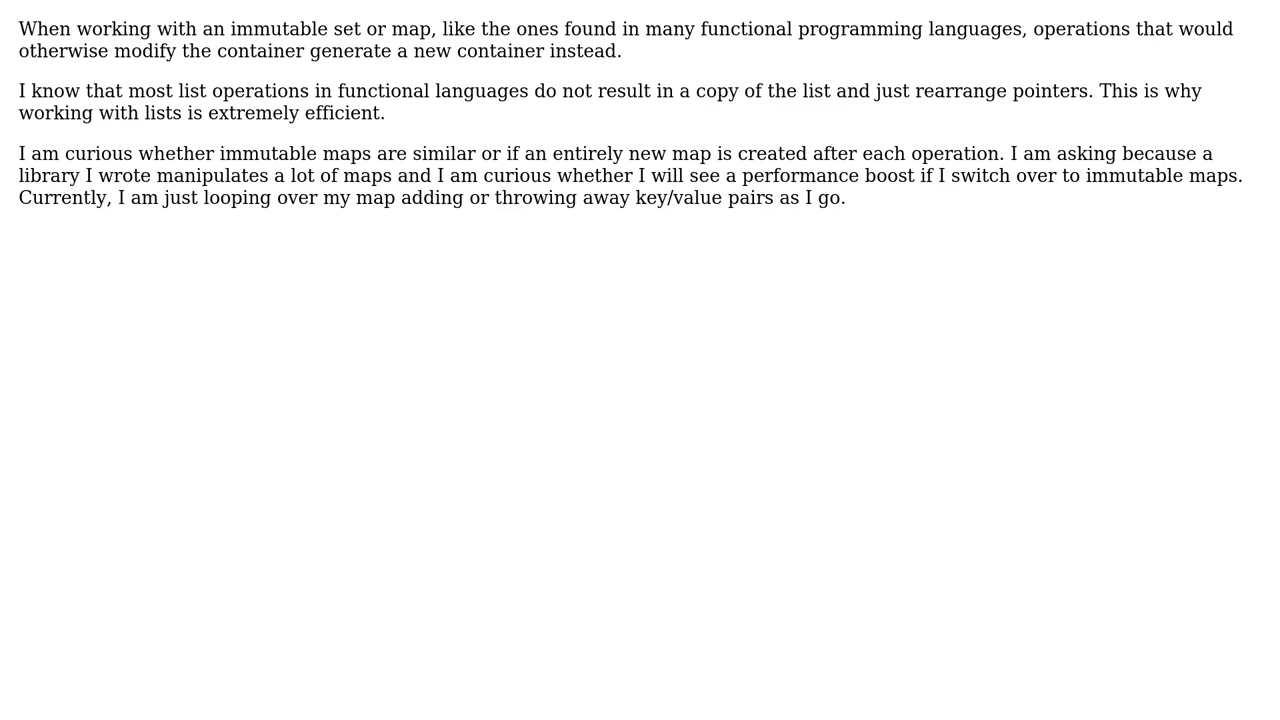 When working with an immutable set or map, like the ones found in many functional programming languages, operations that would
otherwise modify the container generate a new container instead.
I know that most list operations in functional languages do not result in a copy of the list and just rearrange pointers. This is why
working with lists is extremely efficient.
I am curious whether immutable maps are similar or if an entirely new map is created after each operation. I am asking because a
library I wrote manipulates a lot of maps and I am curious whether I will see a performance boost if I switch over to immutable maps.
Currently, I am just looping over my map adding or throwing away key/value pairs as I go.